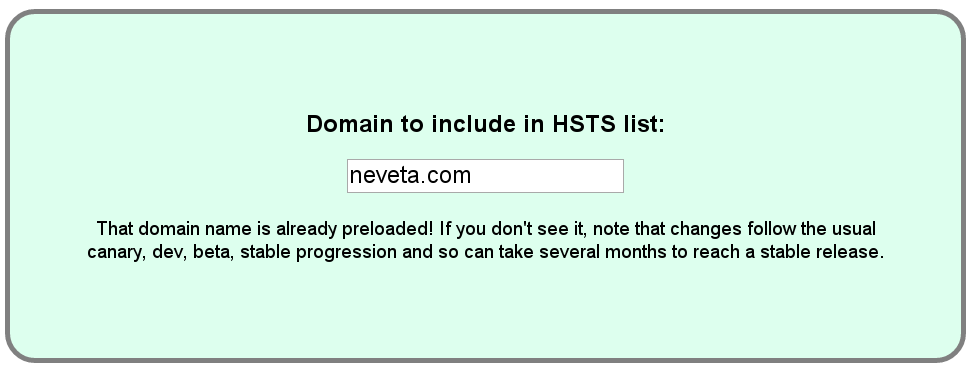 Domain to include in HSTS list:
neveta.com
That domain name is already preloaded! If you don't see it, note that changes follow the usual
canary, dev, beta, stable progression and so can take several months to reach a stable release.